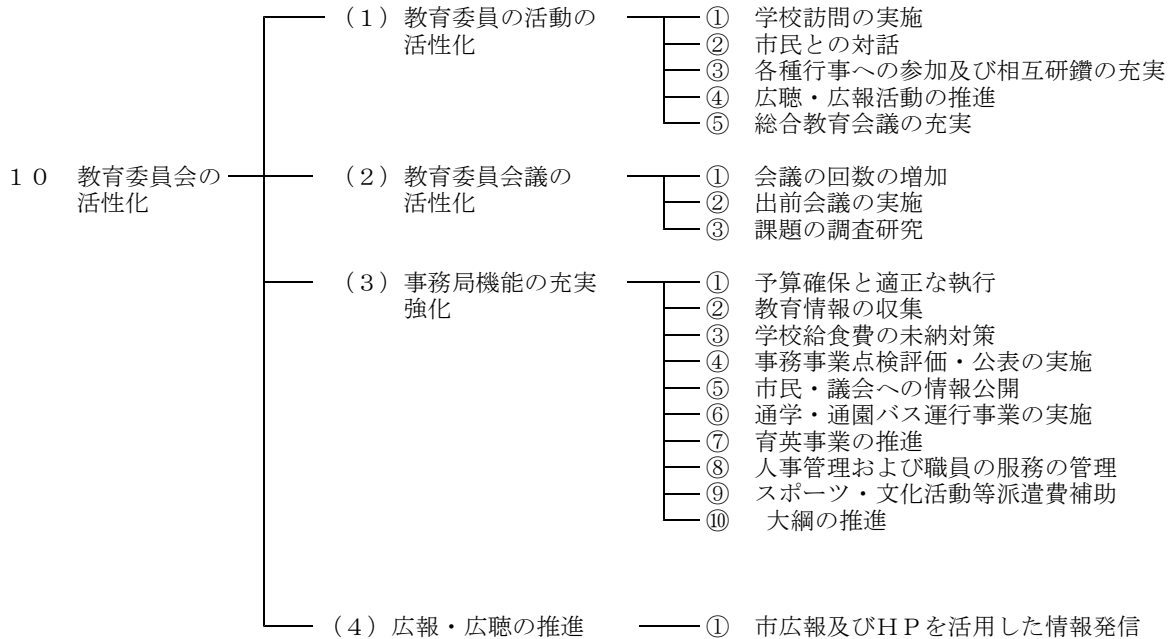 １０　教育委員会の
活性化
（１）教育委員の活動の
活性化
①　学校訪問の実施
②　市民との対話
③　各種行事への参加及び相互研鑽の充実
④　広聴・広報活動の推進
⑤　総合教育会議の充実
（２）教育委員会議の
活性化
①　会議の回数の増加
②　出前会議の実施
③　課題の調査研究
（３）事務局機能の充実
強化
①　予算確保と適正な執行
②　教育情報の収集
③　学校給食費の未納対策
④　事務事業点検評価・公表の実施
⑤　市民・議会への情報公開
⑥　通学・通園バス運行事業の実施
⑦　育英事業の推進
⑧　人事管理および職員の服務の管理
⑨　スポーツ・文化活動等派遣費補助
⑩　大綱の推進
（４）広報・広聴の推進
①　市広報及びＨＰを活用した情報発信